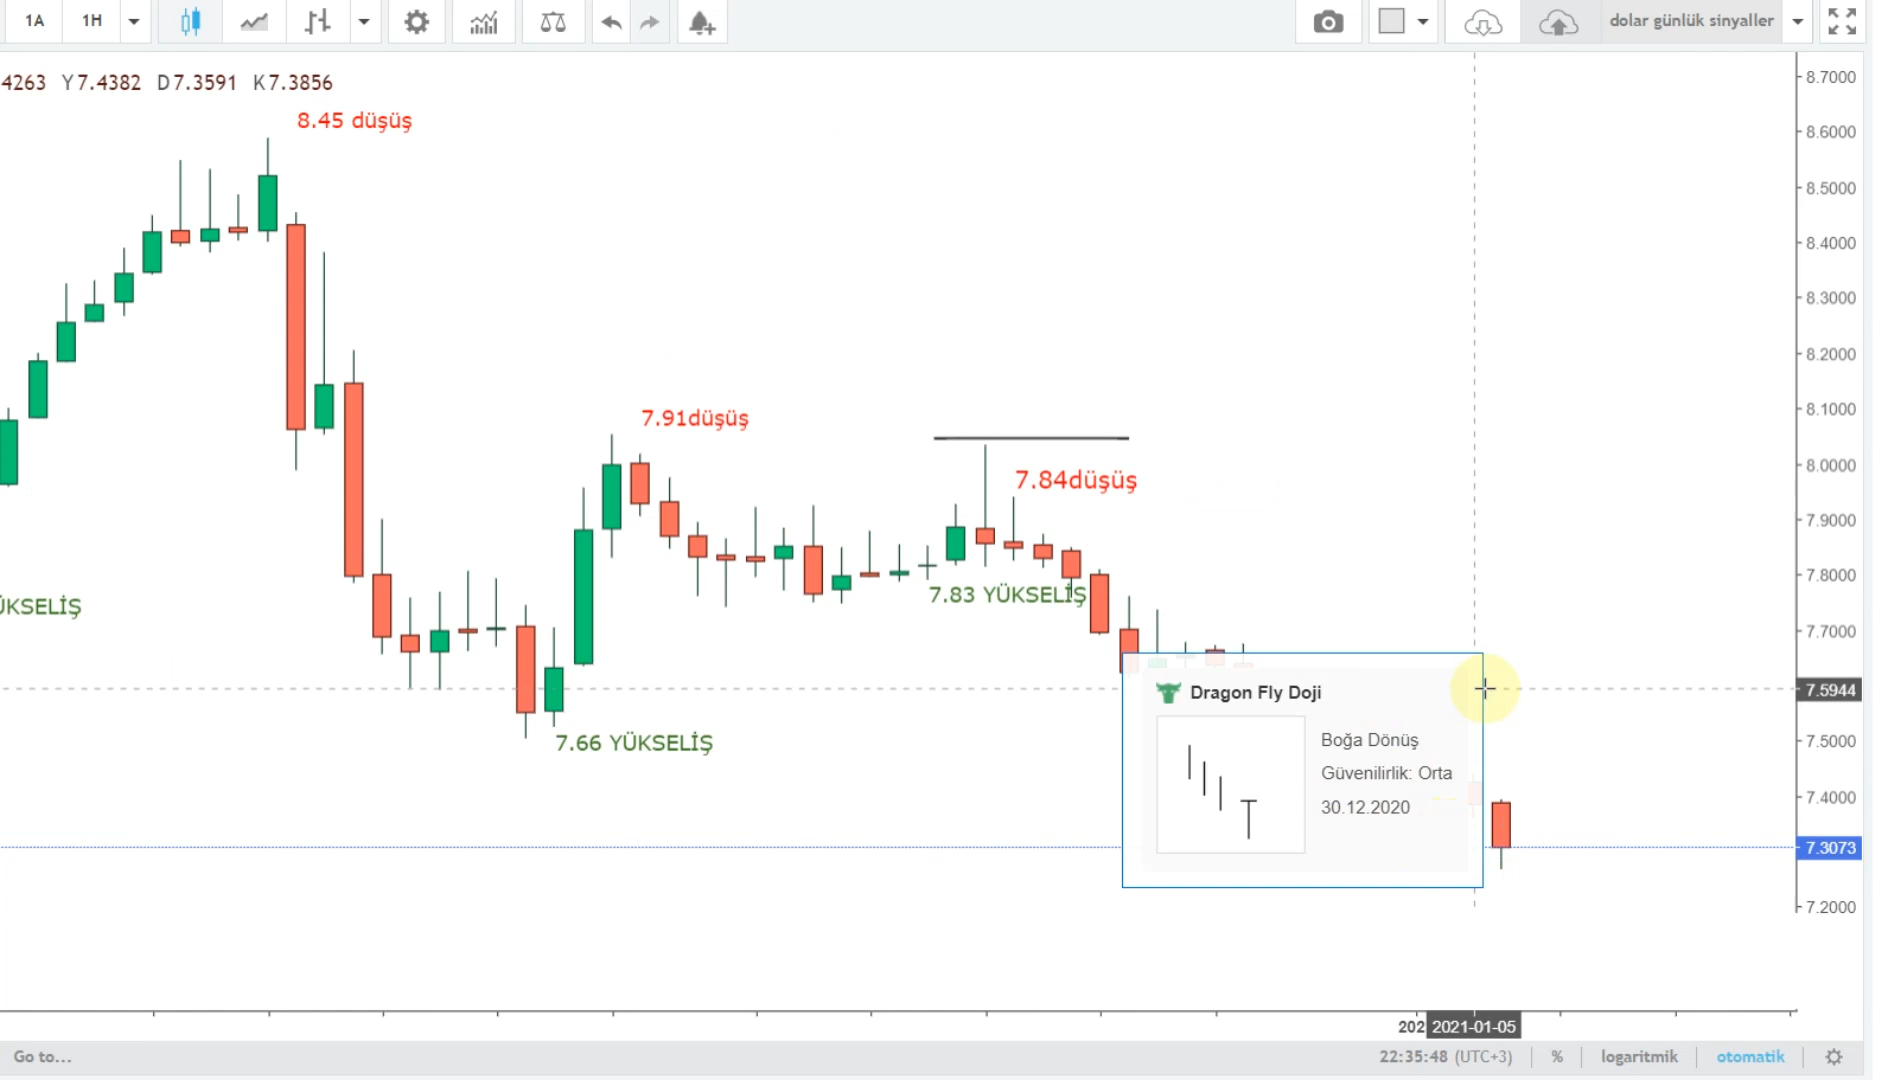 1A 1H dolar günlük sinyaller
4263 Y7.4382 D7.3591 K7.3856
8.45 düşüş
7.91düşüş
7.84düşüş
7.83 YÜKSELİŞ
ÜKSELİŞ
7.66 YÜKSELİŞ
Dragon Fly Doji
Boğa Dönüş
Güvenilirlik: Orta
30.12.2020
8.7000
8.6000
8.5000
8.4000
8.3000
8.2000
8.1000
8.0000
7.9000
7.8000
7.7000
7.5944
7.5000
7.4000
7.3073
7.2000
202 2021-01-05
Go to... 22:35:48 (UTC+3) % logaritmik otomatik